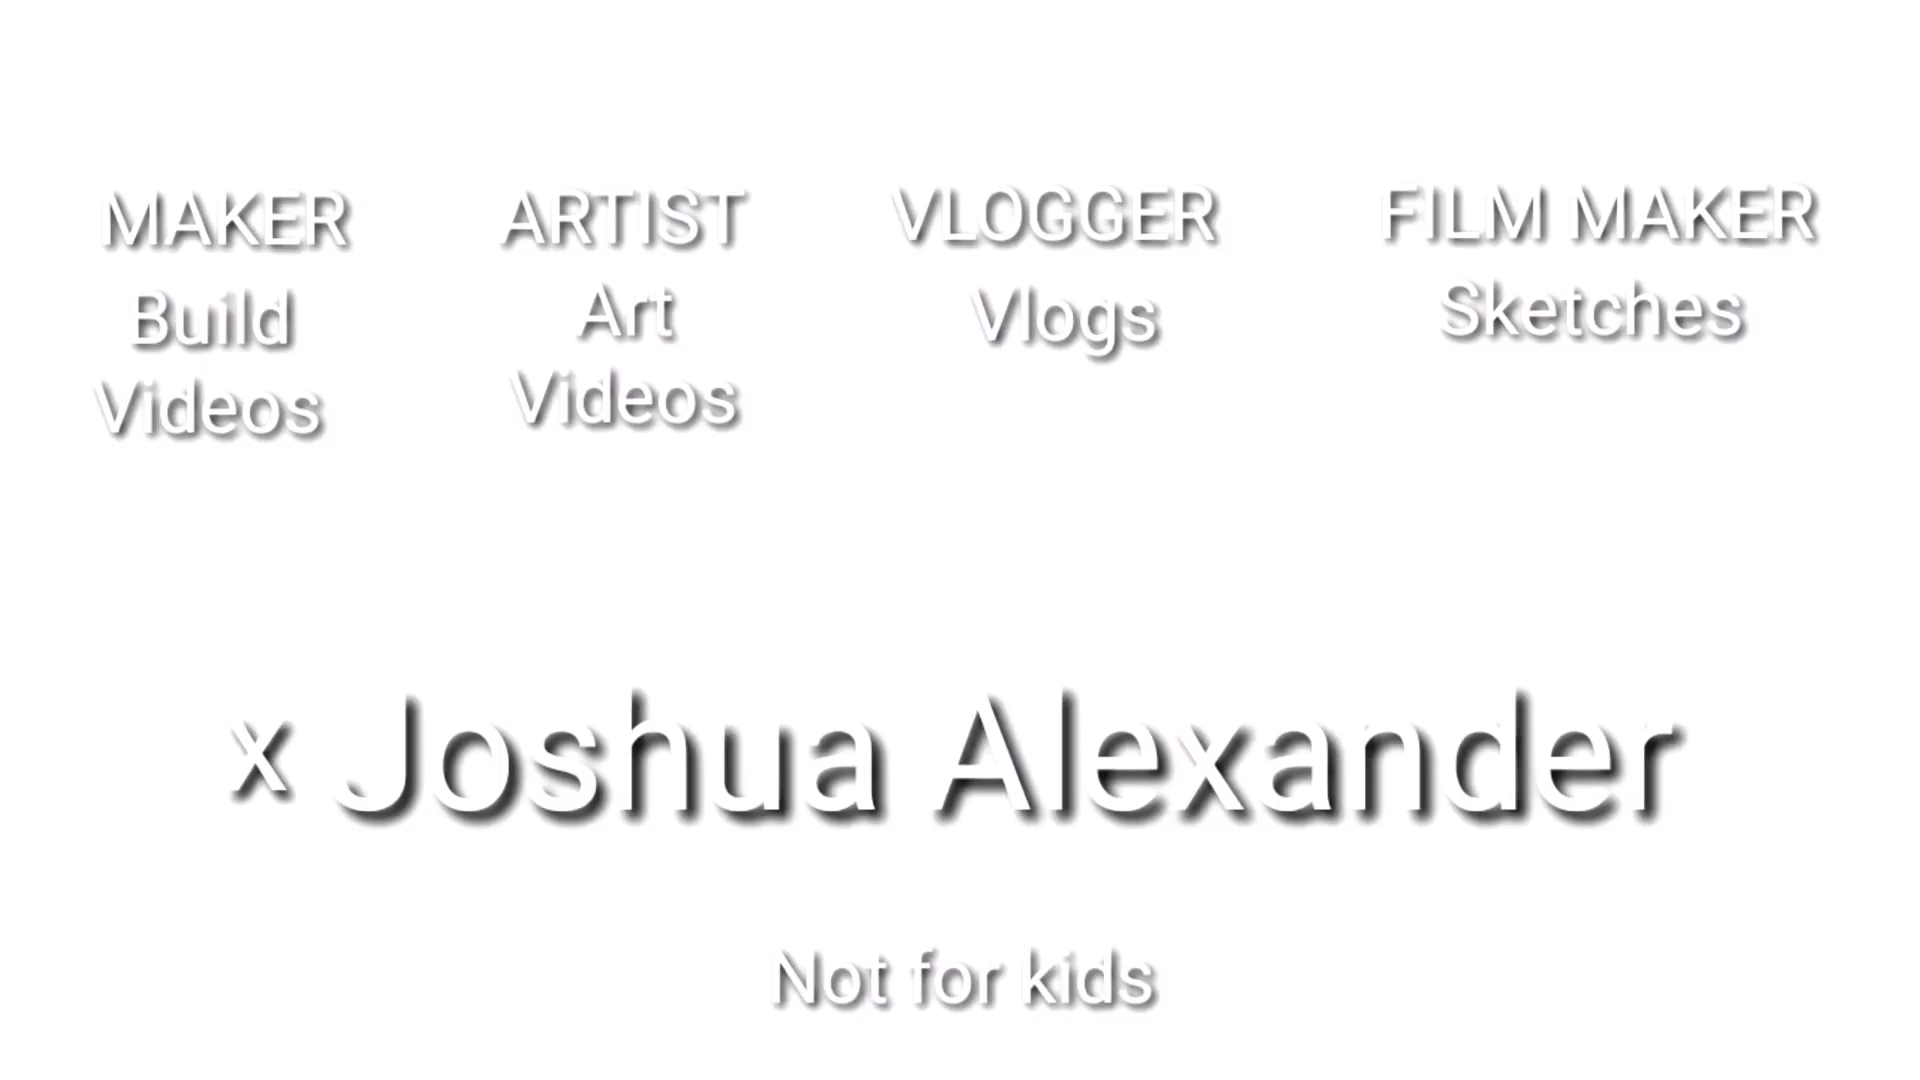 MAKER
Build
Videos
ARTIST
Art
Videos
VLOGGER
Vlogs
FILM MAKER
Sketches
x Joshua Alexander
Not for kids